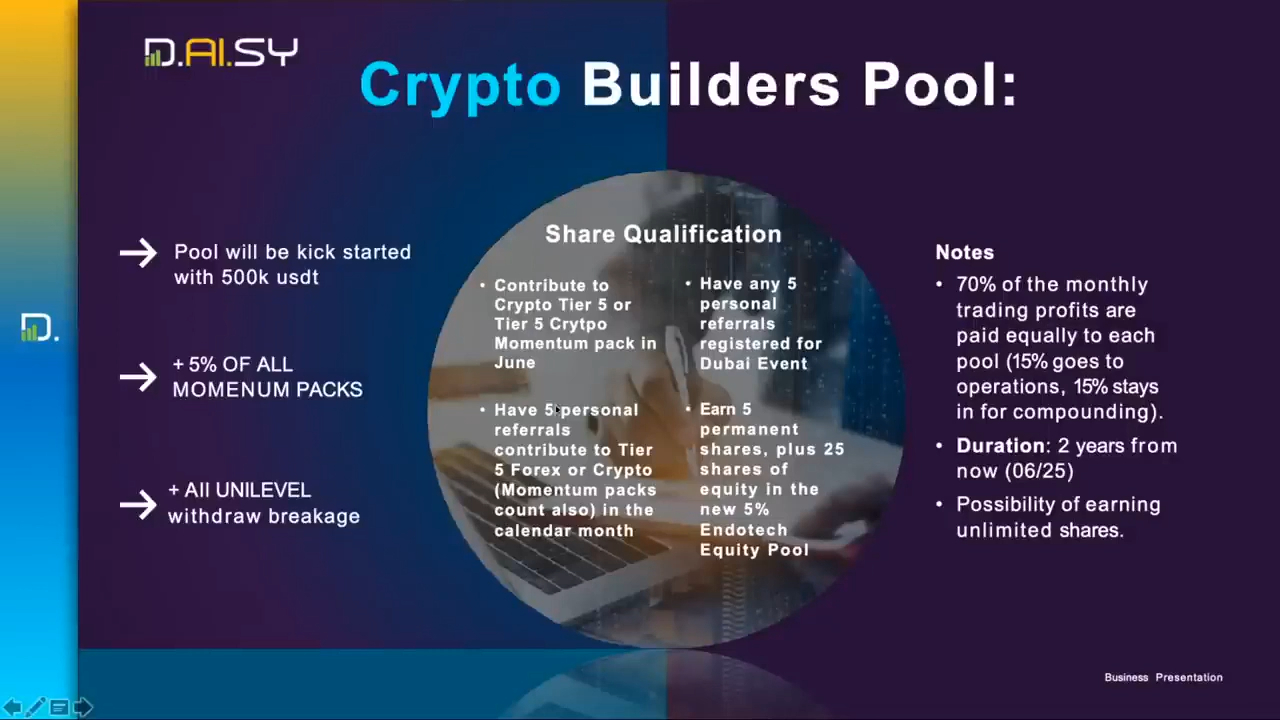 D.AI.SY
Crypto Builders Pool:
D.
Pool will be kick started
with 500k usdt
+ 5% OF ALL
MOMENUM PACKS
+ All UNILEVEL
withdraw breakage
Share Qualification
• Contribute to
Crypto Tier 5 or
Tier 5 Crytpo
Momentum pack in
June
• Have 5 personal
referrals
contribute to Tier
5 Forex or Crypto
(Momentum packs
count also) in the
calendar month
• Have any 5
personal
referrals
registered for
Dubai Event
• Earn 5
permanent
shares, plus 25
shares of
equity in the
new 5%
Endotech
Equity Pool
Notes
• 70% of the monthly
trading profits are
paid equally to each
pool (15% goes to
operations, 15% stays
in for compounding).
• Duration: 2 years from
now (06/25)
• Possibility of earning
unlimited shares.
Business Presentation